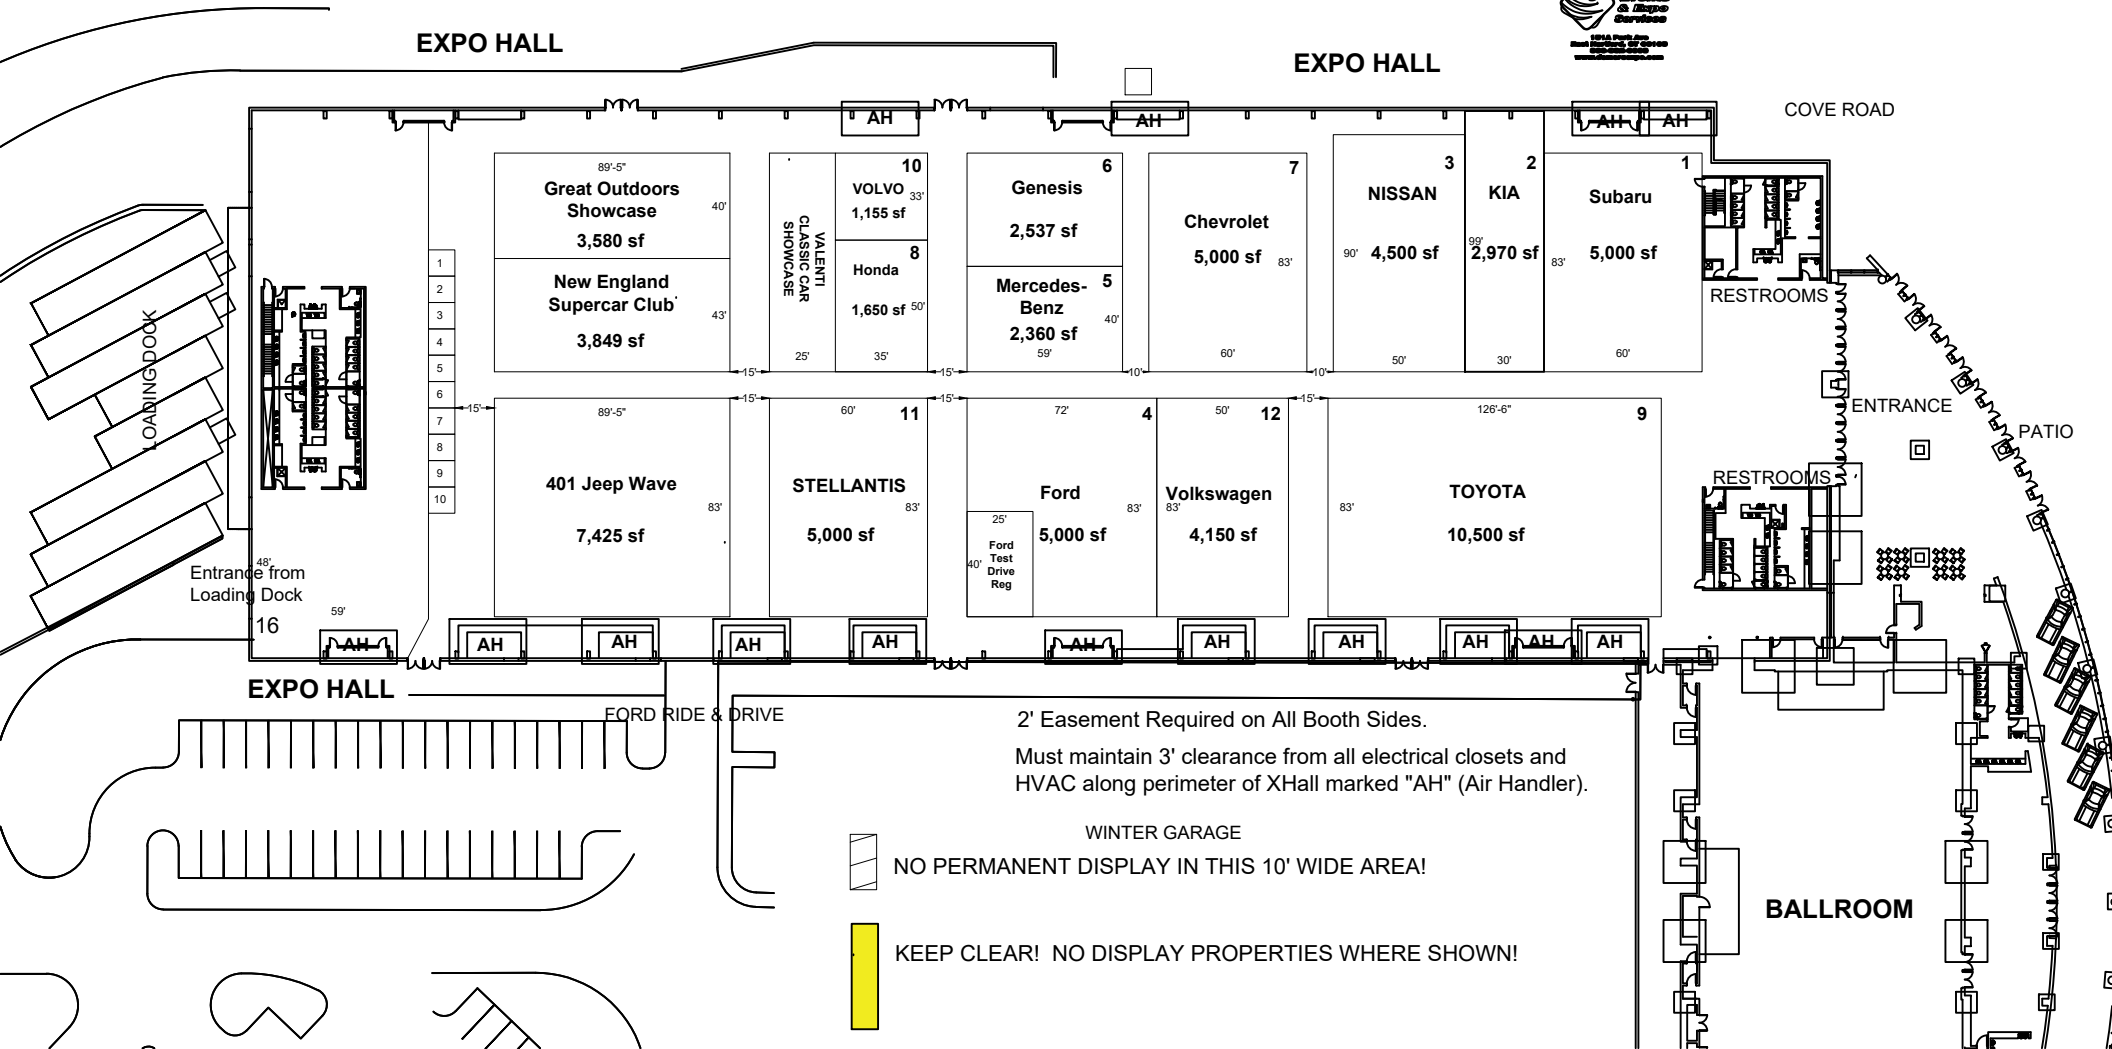 & Expo
Services
EXPO HALL
EXPO HALL
COVE ROAD
AH
AH
AH
AH
89'-5"
Great Outdoors
Showcase
3,580 sf
40'
New England
Supercar Club
3,849 sf
43'
VALENTI
CLASSIC CAR
SHOWCASE
25'
10
VOLVO
33'
1,155 sf
8
Honda
1,650 sf
50'
35'
6
Genesis
2,537 sf
5
Mercedes-
Benz
2,360 sf
40'
59'
7
Chevrolet
5,000 sf
83'
60'
3
NISSAN
90'
4,500 sf
50'
2
KIA
99'
2,970 sf
30'
1
Subaru
83'
5,000 sf
60'
RESTROOMS
1
2
3
4
5
6
7
8
9
10
LOADING DOOK
15'
15'
15'
10'
10'
15'
15'
15'
89'-5"
401 Jeep Wave
83'
7,425 sf
60'
11
STELLANTIS
83'
5,000 sf
72'
4
Ford
83'
5,000 sf
25'
40'
Ford
Test
Drive
Reg
50'
12
Volkswagen
83'
4,150 sf
126'-6"
9
TOYOTA
83'
10,500 sf
ENTRANCE
PATIO
RESTROOMS
48'
Entrance from
Loading Dock
59'
16
AH
AH
AH
AH
AH
AH
AH
AH
AH
AH
AH
EXPO HALL
FORD RIDE & DRIVE
2' Easement Required on All Booth Sides.
Must maintain 3' clearance from all electrical closets and
HVAC along perimeter of XHall marked "AH" (Air Handler).
WINTER GARAGE
NO PERMANENT DISPLAY IN THIS 10' WIDE AREA!
KEEP CLEAR! NO DISPLAY PROPERTIES WHERE SHOWN!
BALLROOM